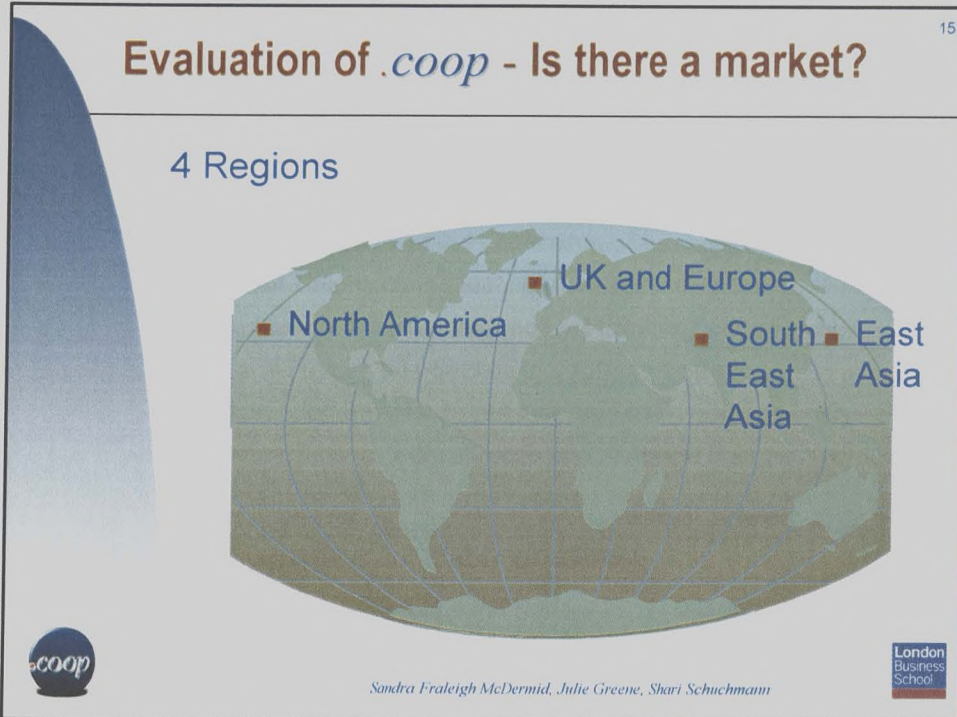 15
Evaluation of .coop - Is there a market?
4 Regions
UK and Europe
North America
South
East
Asia
East
Asia
.coop
London
Business
School
Sandra Fraleigh McDermid, Julie Greene, Shari Schuchmann